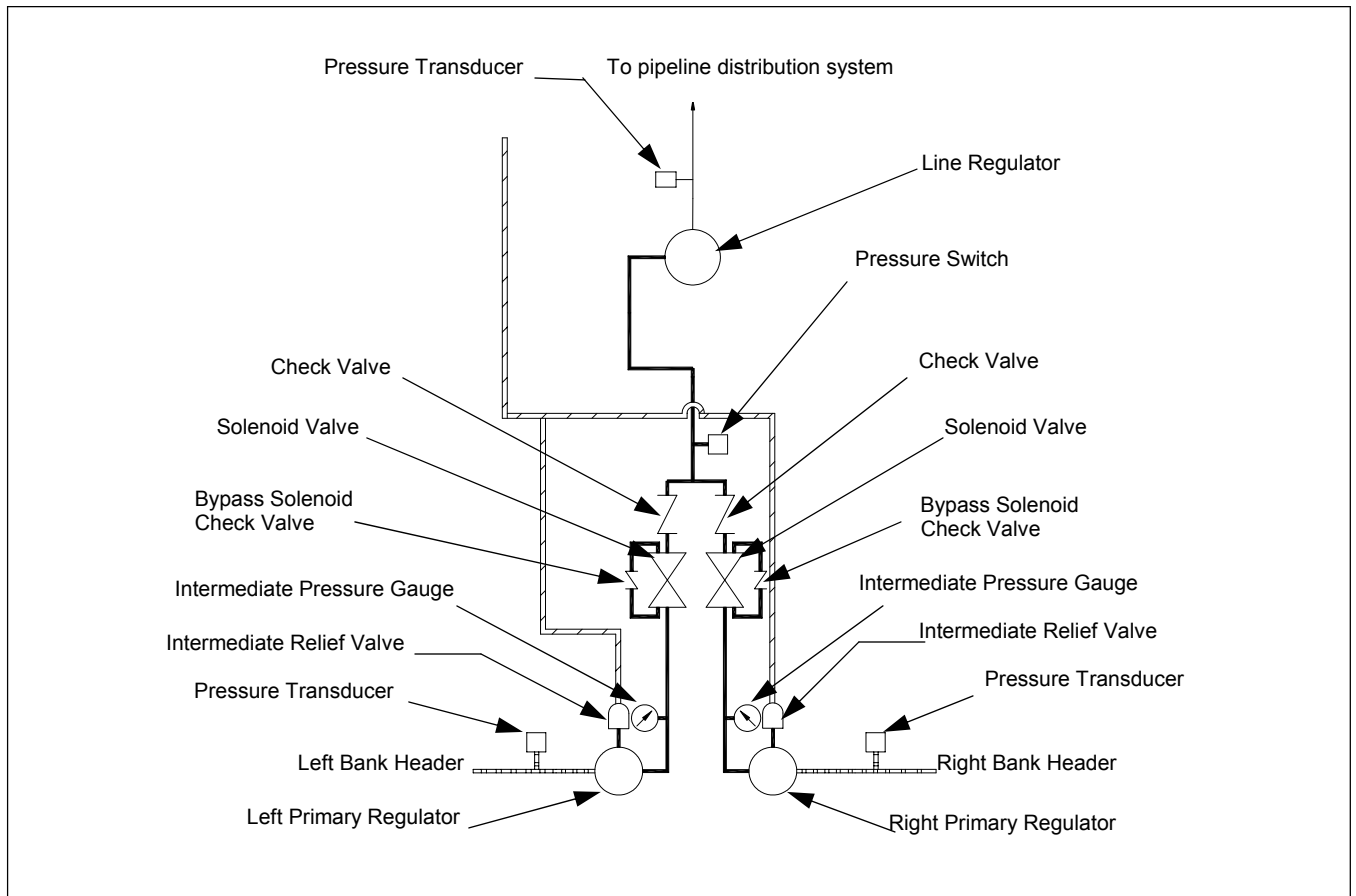 Pressure Transducer
To pipeline distribution system
Line Regulator
Pressure Switch
Check Valve
Check Valve
Solenoid Valve
Solenoid Valve
Bypass Solenoid
Check Valve
Bypass Solenoid
Check Valve
Intermediate Pressure Gauge
Intermediate Pressure Gauge
Intermediate Relief Valve
Intermediate Relief Valve
Pressure Transducer
Pressure Transducer
Left Bank Header
Right Bank Header
Left Primary Regulator
Right Primary Regulator